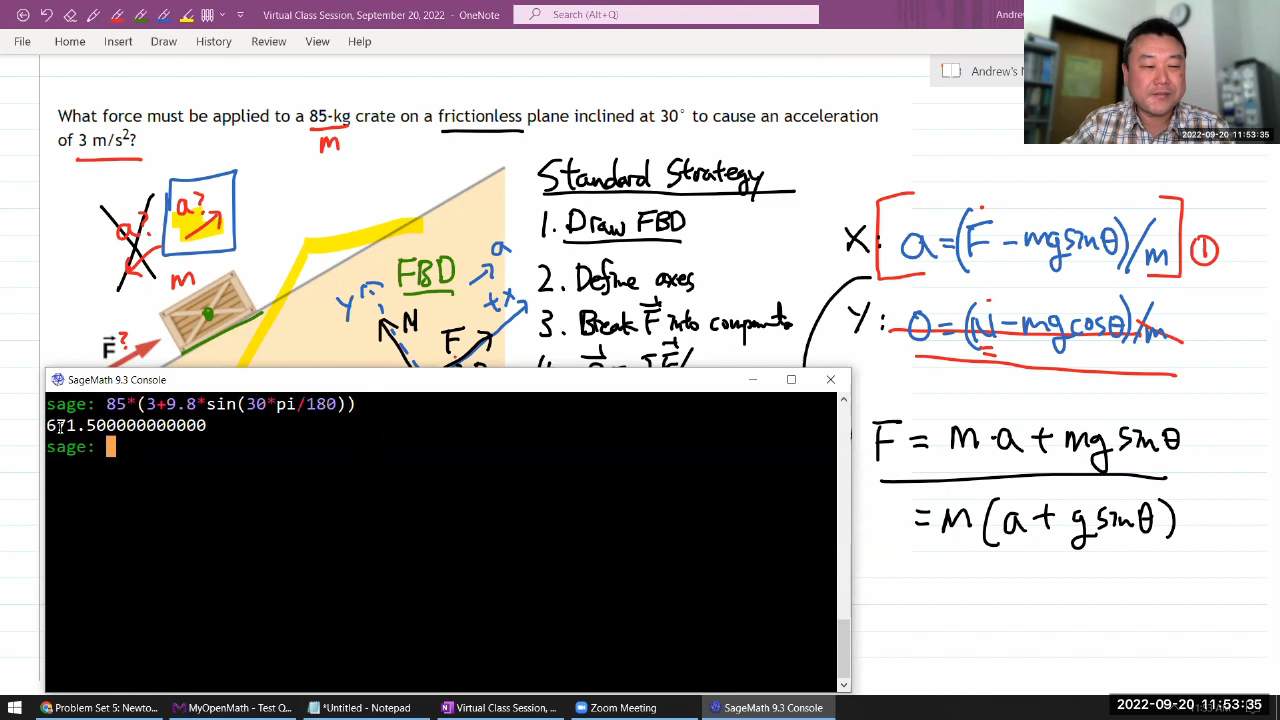 Virtual Class Session, September 20, 2022 - OneNote
Search (Alt+Q)
File Home Insert Draw History Review View Help
Andrew's
2022-09-20 11:53:35
What force must be applied to a 85-kg crate on a frictionless plane inclined at 30° to cause an acceleration
of 3 m/s²?
m
a?
a?
m
F?
FBD
a
Y
+x
N
F
Standard Strategy
1. Draw FBD
2. Define axes
3. Break F into components
X: a = (F - mg sinθ)/m ①
Y: 0 = (N - mg cosθ)/m
F = m·a + mg sinθ
= m(a + g sinθ)
SageMath 9.3 Console
sage: 85*(3+9.8*sin(30*pi/180))
671.500000000000
sage:
Problem Set 5: Newto... MyOpenMath - Test Q... *Untitled - Notepad Virtual Class Session, ... Zoom Meeting SageMath 9.3 Console
2022-09-20 11:53:35